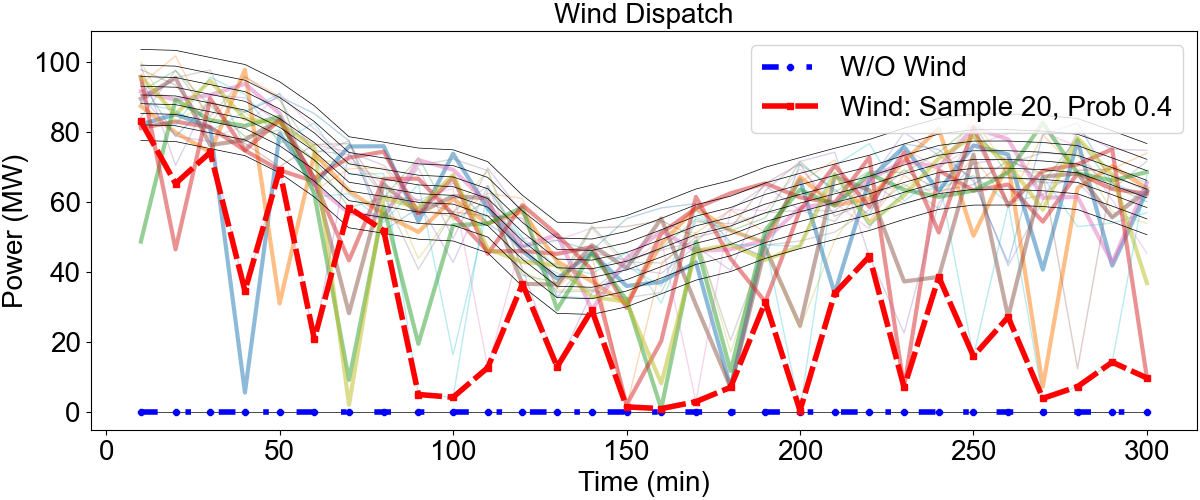 Wind Dispatch
W/O Wind
Wind: Sample 20, Prob 0.4
Power (MW)
100
80
60
40
20
0
0 50 100 150 200 250 300
Time (min)